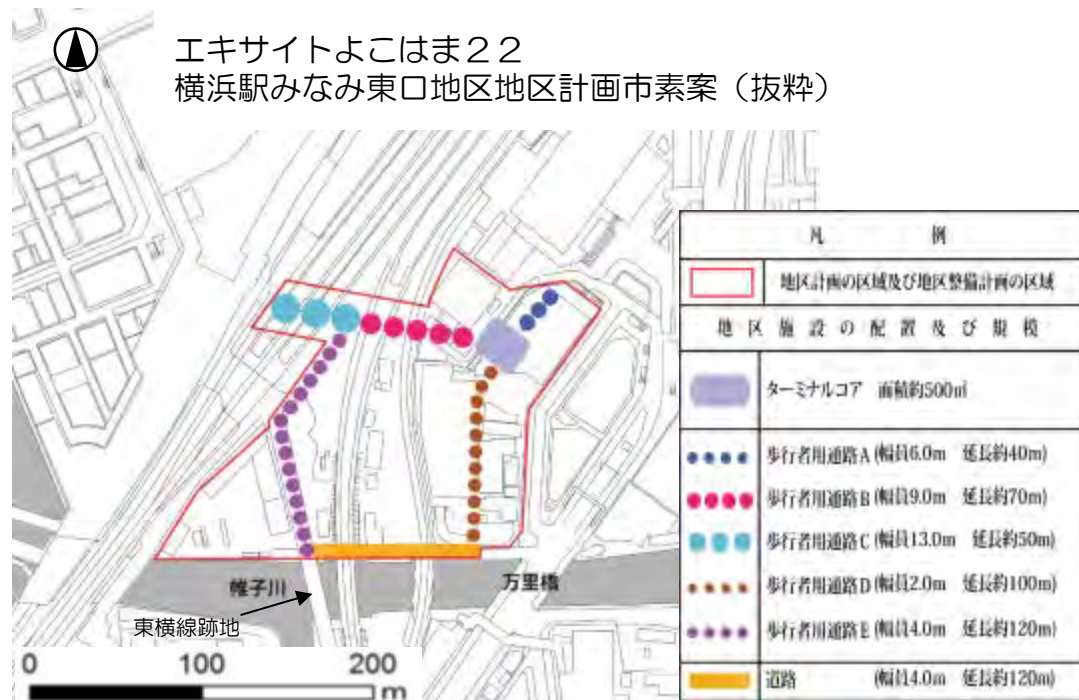 エキサイトよこはま２２
横浜駅みなみ東口地区地区計画市素案（抜粋）
凡　例
地区計画の区域及び地区整備計画の区域
地区施設の配置及び規模
ターミナルコア　面積約500㎡
歩行者用通路A (幅員6.0m　延長約40m)
歩行者用通路B (幅員9.0m　延長約70m)
歩行者用通路C (幅員13.0m　延長約50m)
歩行者用通路D (幅員2.0m　延長約100m)
歩行者用通路E (幅員4.0m　延長約120m)
道路　(幅員4.0m　延長約120m)
帷子川
万里橋
東横線跡地
0　100　200
m